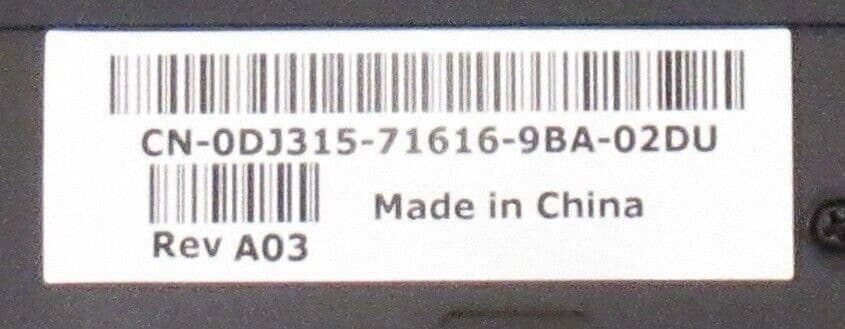 CN-0DJ315-71616-9BA-02DU
Made in China
Rev A03